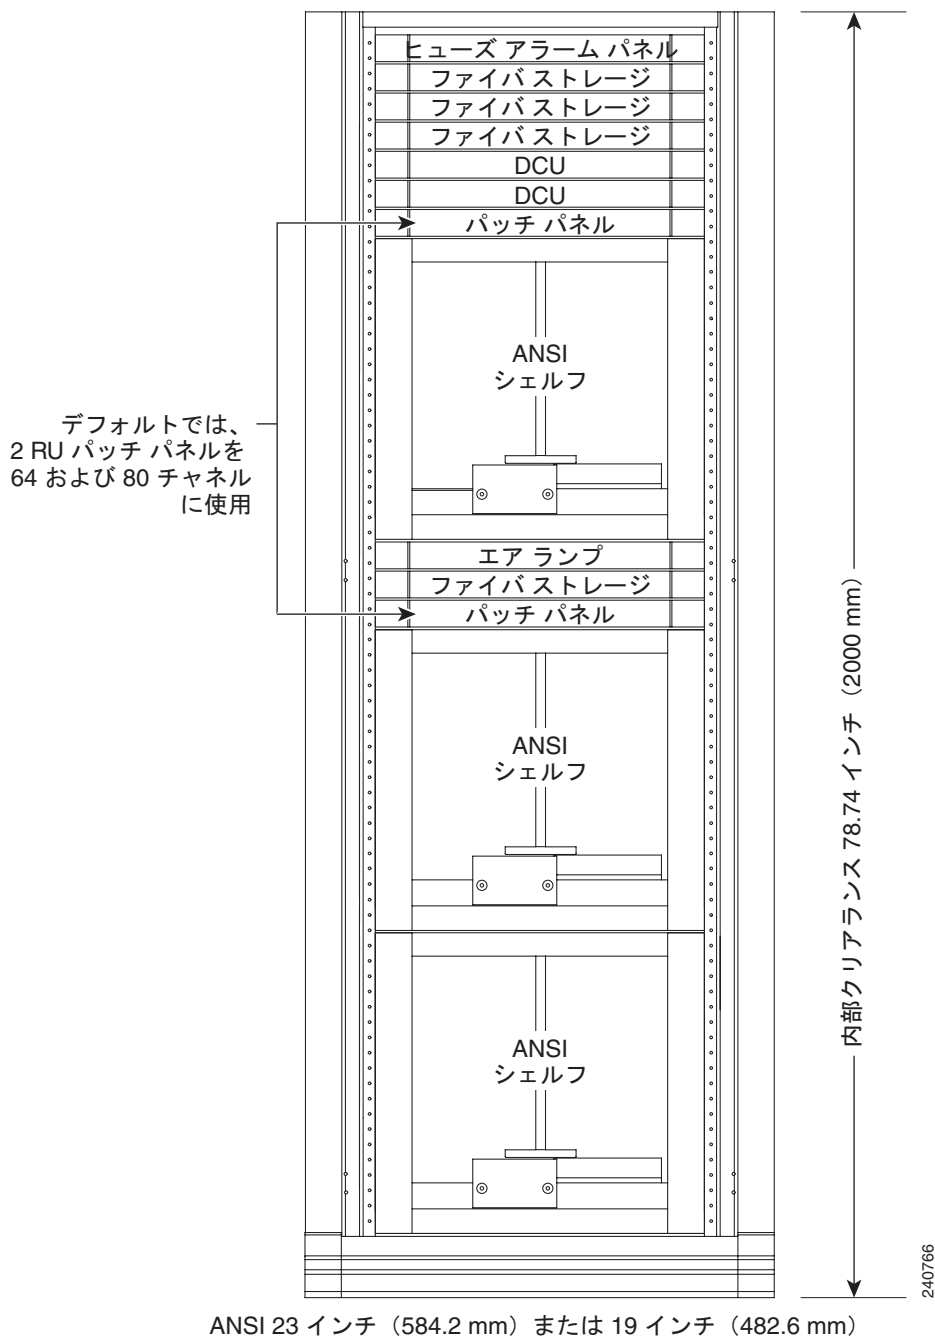 ヒューズ アラーム パネル
ファイバ ストレージ
ファイバ ストレージ
ファイバ ストレージ
DCU
DCU
パッチ パネル
ANSI
シェルフ
デフォルトでは、
2 RU パッチ パネルを
64 および 80 チャネル
に使用
エア ランプ
ファイバ ストレージ
パッチ パネル
ANSI
シェルフ
ANSI
シェルフ
内部クリアランス 78.74 インチ（2000 mm）
240766
ANSI 23 インチ（584.2 mm）または 19 インチ（482.6 mm）